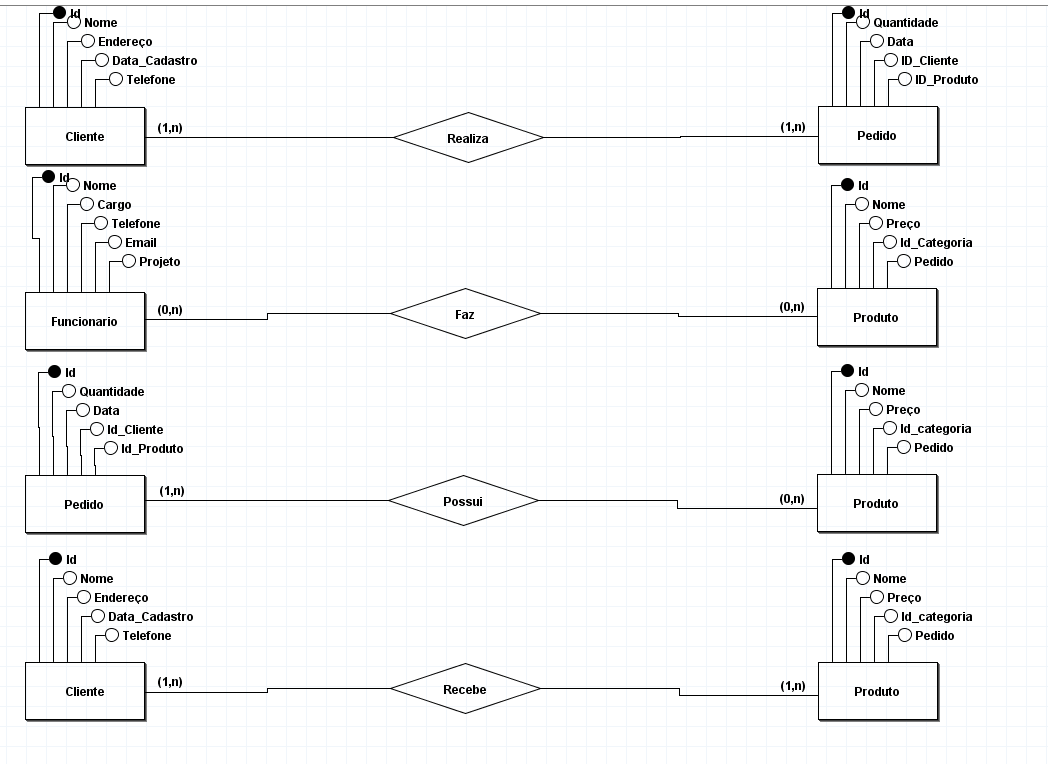 Id
Nome
Endereço
Data_Cadastro
Telefone
Cliente
(1,n)
Realiza
(1,n)
Id
Quantidade
Data
ID_Cliente
ID_Produto
Pedido
Id
Nome
Cargo
Telefone
Email
Projeto
Funcionario
(0,n)
Faz
(0,n)
Id
Nome
Preço
Id_Categoria
Pedido
Produto
Id
Quantidade
Data
Id_Cliente
Id_Produto
Pedido
(1,n)
Possui
(0,n)
Id
Nome
Preço
Id_categoria
Pedido
Produto
Id
Nome
Endereço
Data_Cadastro
Telefone
Cliente
(1,n)
Recebe
(1,n)
Id
Nome
Preço
Id_categoria
Pedido
Produto